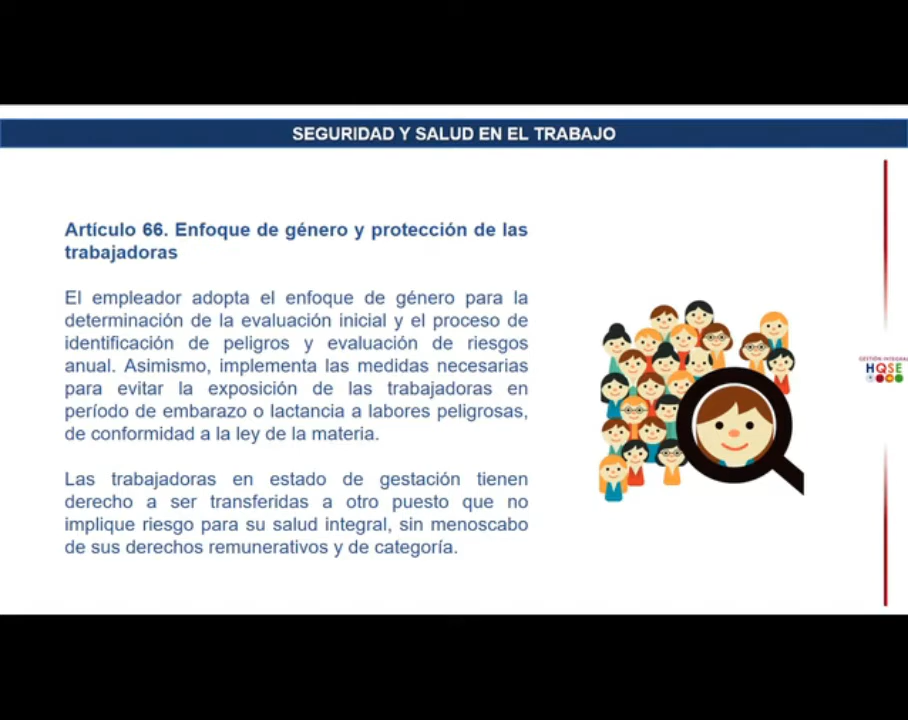 SEGURIDAD Y SALUD EN EL TRABAJO
Artículo 66. Enfoque de género y protección de las
trabajadoras
El empleador adopta el enfoque de género para la
determinación de la evaluación inicial y el proceso de
identificación de peligros y evaluación de riesgos
anual. Asimismo, implementa las medidas necesarias
para evitar la exposición de las trabajadoras en
período de embarazo o lactancia a labores peligrosas,
de conformidad a la ley de la materia.
Las trabajadoras en estado de gestación tienen
derecho a ser transferidas a otro puesto que no
implique riesgo para su salud integral, sin menoscabo
de sus derechos remunerativos y de categoría.
GESTIÓN INTEGRAL
HQSE